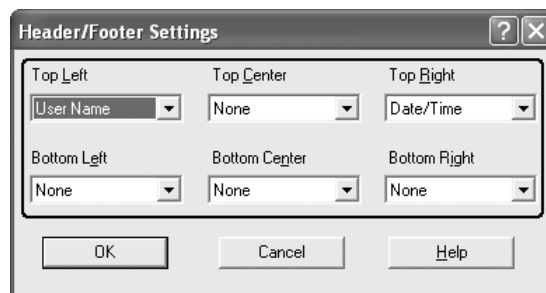 Header/Footer Settings
Top Left Top Center Top Right
User Name None Date/Time
Bottom Left Bottom Center Bottom Right
None None None
OK Cancel Help